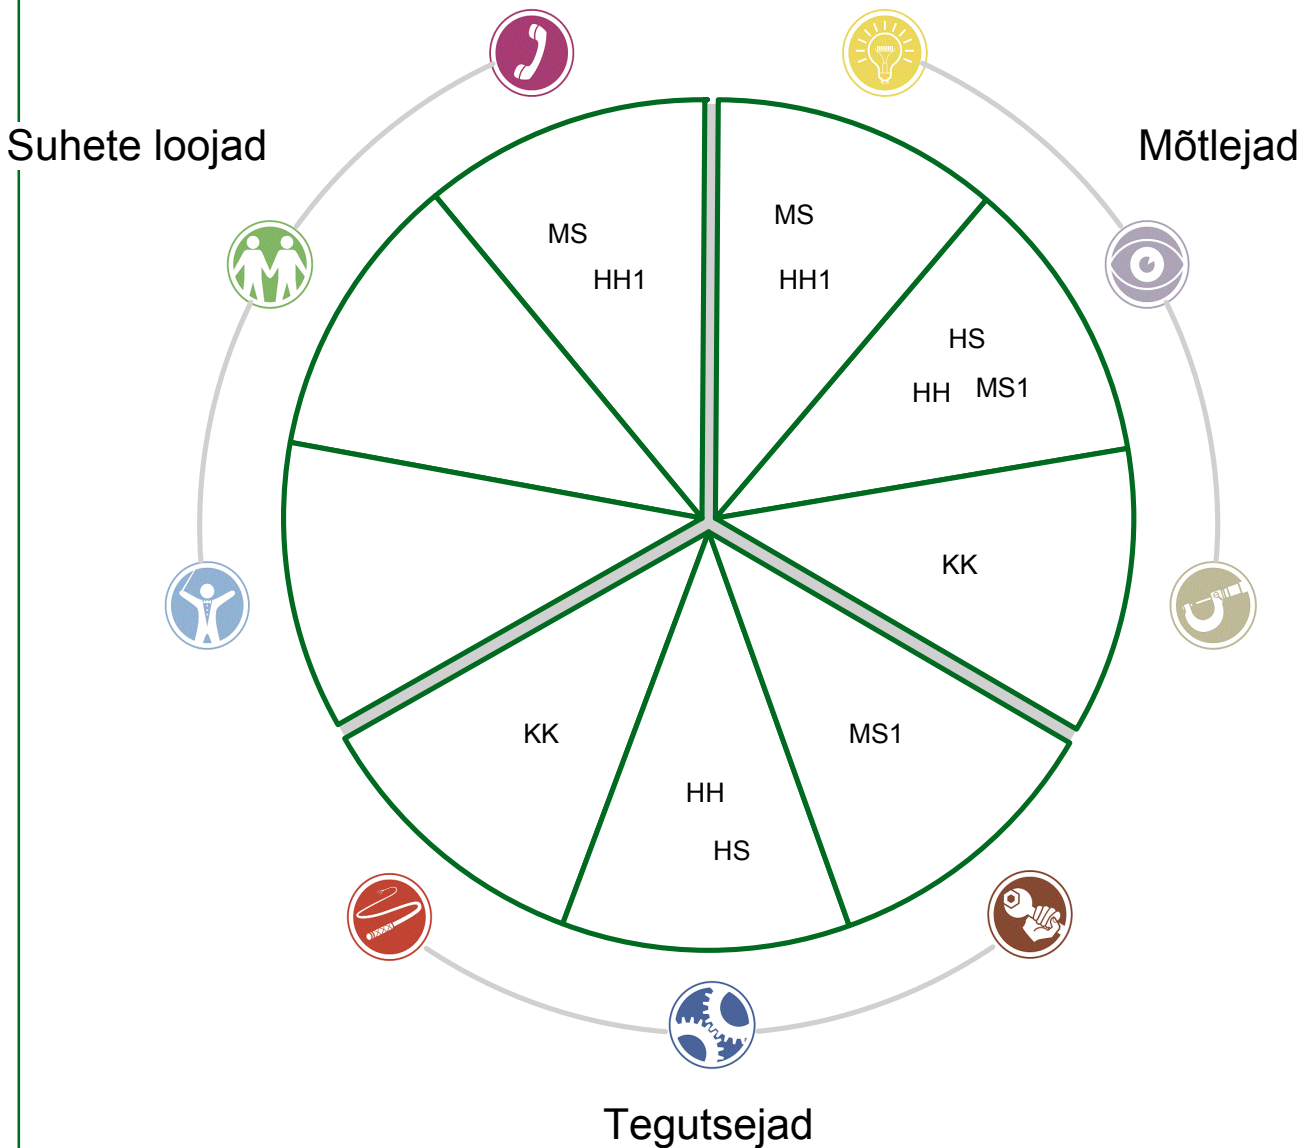 Suhete loojad
Mõtlejad
MS
HH1
MS
HH1
HS
HH MS1
KK
KK
MS1
HH
HS
Tegutsejad